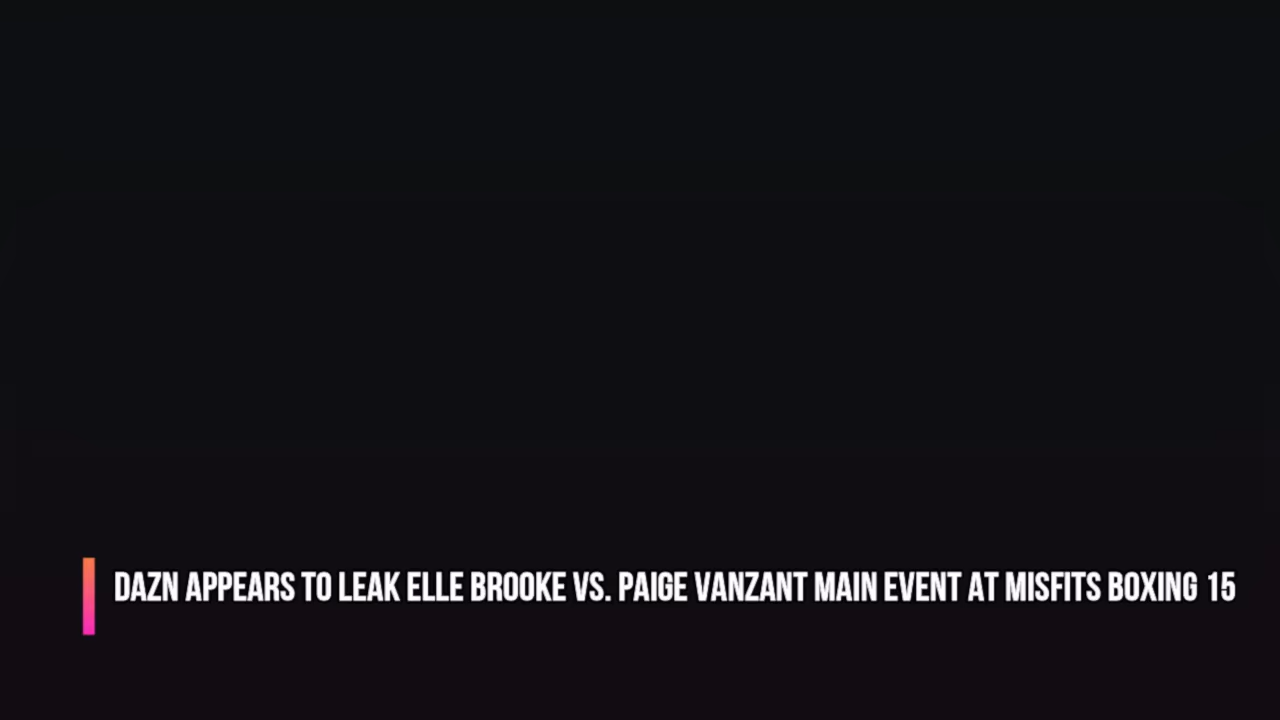 DAZN APPEARS TO LEAK ELLE BROOKE VS. PAIGE VANZANT MAIN EVENT AT MISFITS BOXING 15